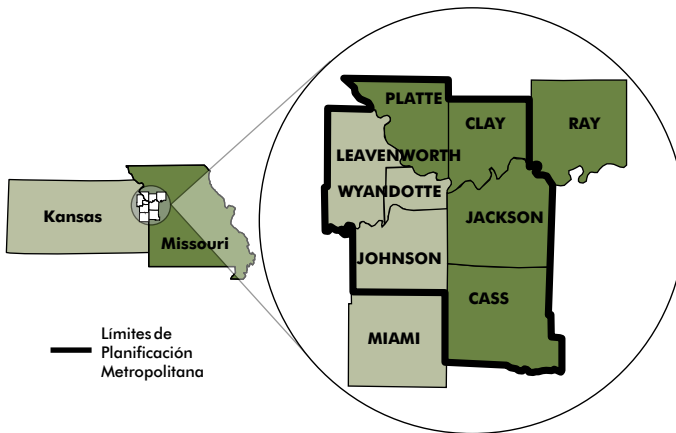 PLATTE
CLAY
RAY
LEAVENWORTH
WYANDOTTE
Kansas
Missouri
JACKSON
JOHNSON
CASS
MIAMI
Límites de
Planificación
Metropolitana